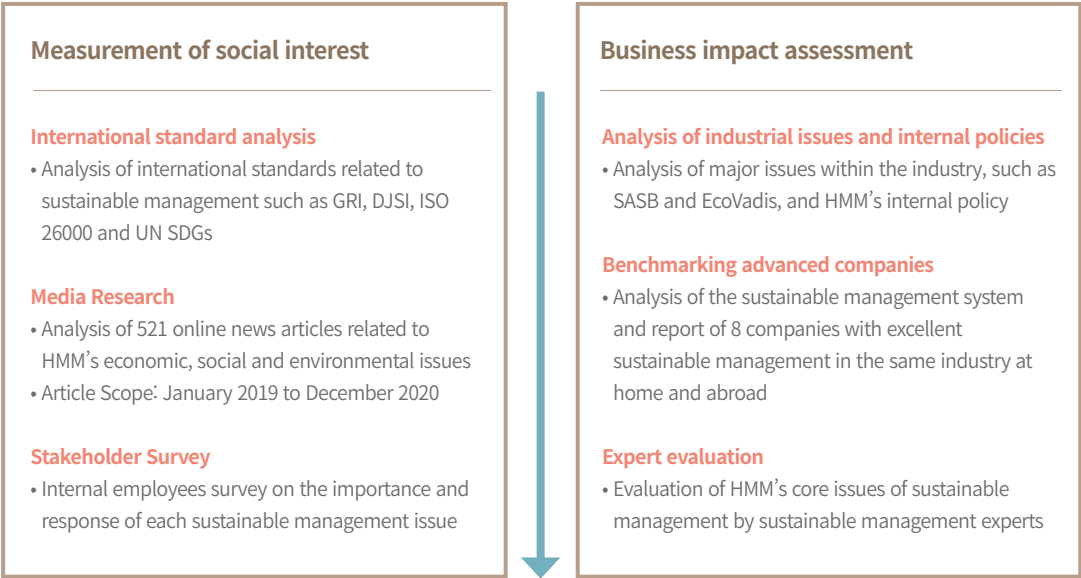 Measurement of social interest
International standard analysis
• Analysis of international standards related to
sustainable management such as GRI, DJSI, ISO
26000 and UN SDGs
Media Research
• Analysis of 521 online news articles related to
HMM's economic, social and environmental issues
• Article Scope: January 2019 to December 2020
Stakeholder Survey
• Internal employees survey on the importance and
response of each sustainable management issue
Business impact assessment
Analysis of industrial issues and internal policies
• Analysis of major issues within the industry, such as
SASB and EcoVadis, and HMM's internal policy
Benchmarking advanced companies
• Analysis of the sustainable management system
and report of 8 companies with excellent
sustainable management in the same industry at
home and abroad
Expert evaluation
• Evaluation of HMM's core issues of sustainable
management by sustainable management experts